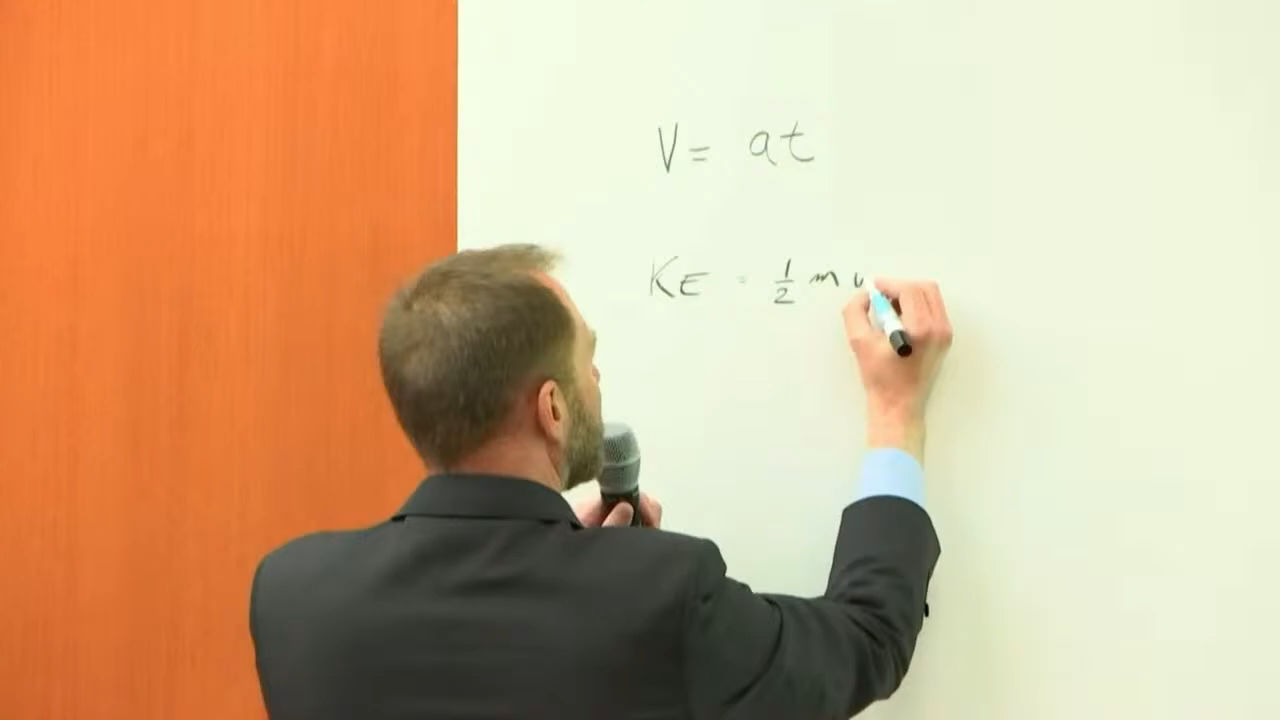 V = at
KE = 1/2 m v